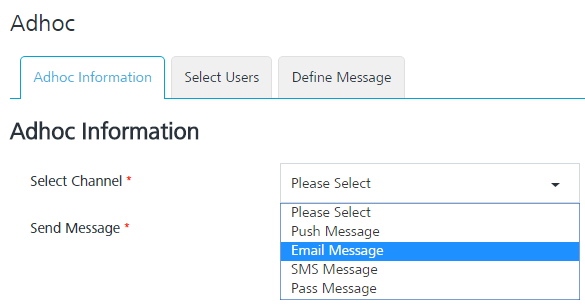 Adhoc
Adhoc Information Select Users Define Message
Adhoc Information
Select Channel * Please Select
Please Select
Send Message * Push Message
Email Message
SMS Message
Pass Message